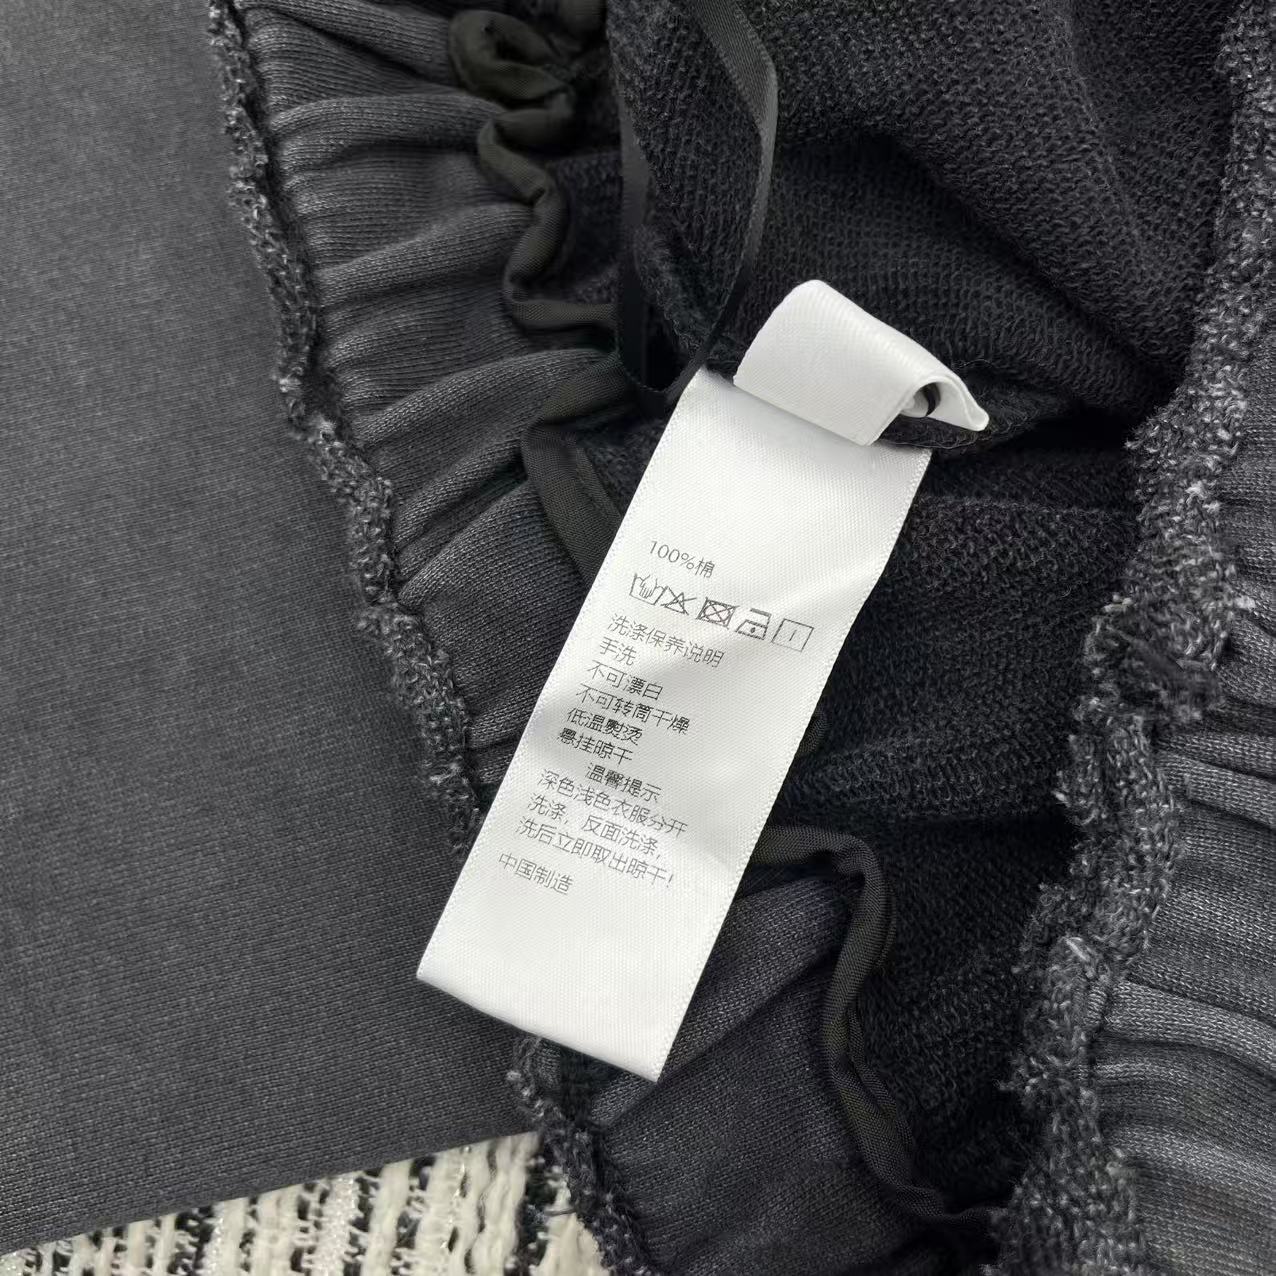 100%棉
洗涤保养说明
手洗
不可漂白
不可转筒干燥
低温熨烫
悬挂晾干
温馨提示
深色浅色衣服分开
洗涤，反面洗涤，
洗后立即取出晾干！
中国制造